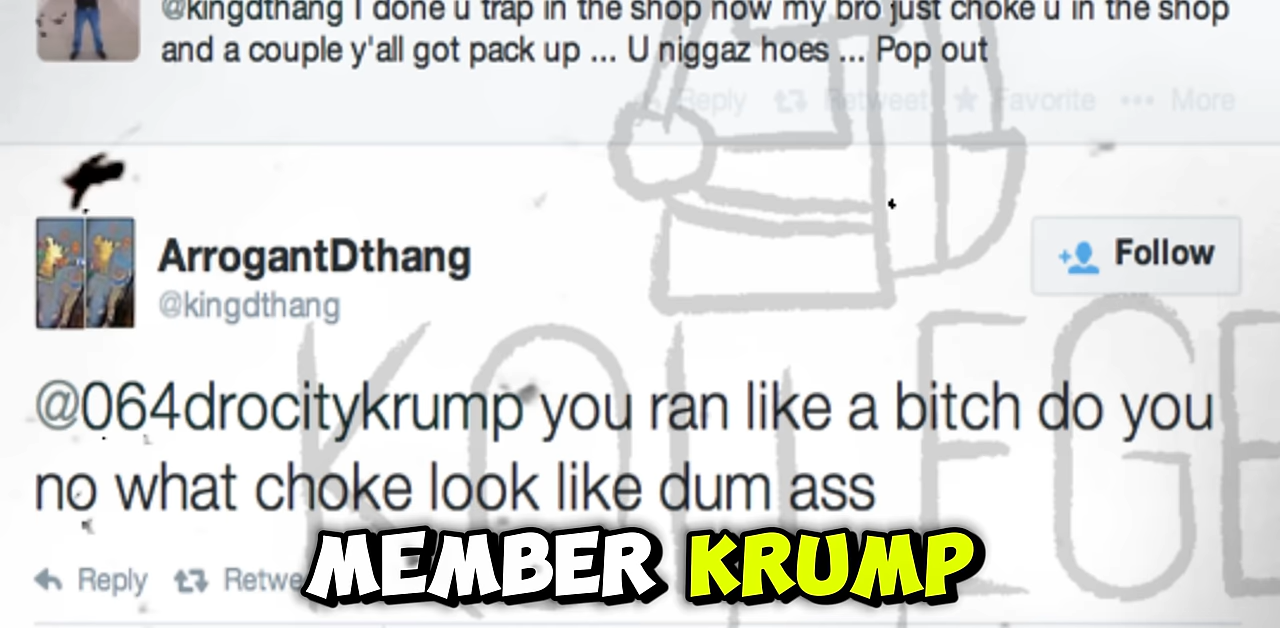 @kingdthang I done u trap in the shop now my bro just choke u in the shop
and a couple y'all got pack up ... U niggaz hoes ... Pop out
Reply Retweet Favorite More
ArrogantDthang
Follow
@kingdthang
@064drocitykrump you ran like a bitch do you
no what choke look like dum ass
Reply Retwe
MEMBER KRUMP
KOLLEGE